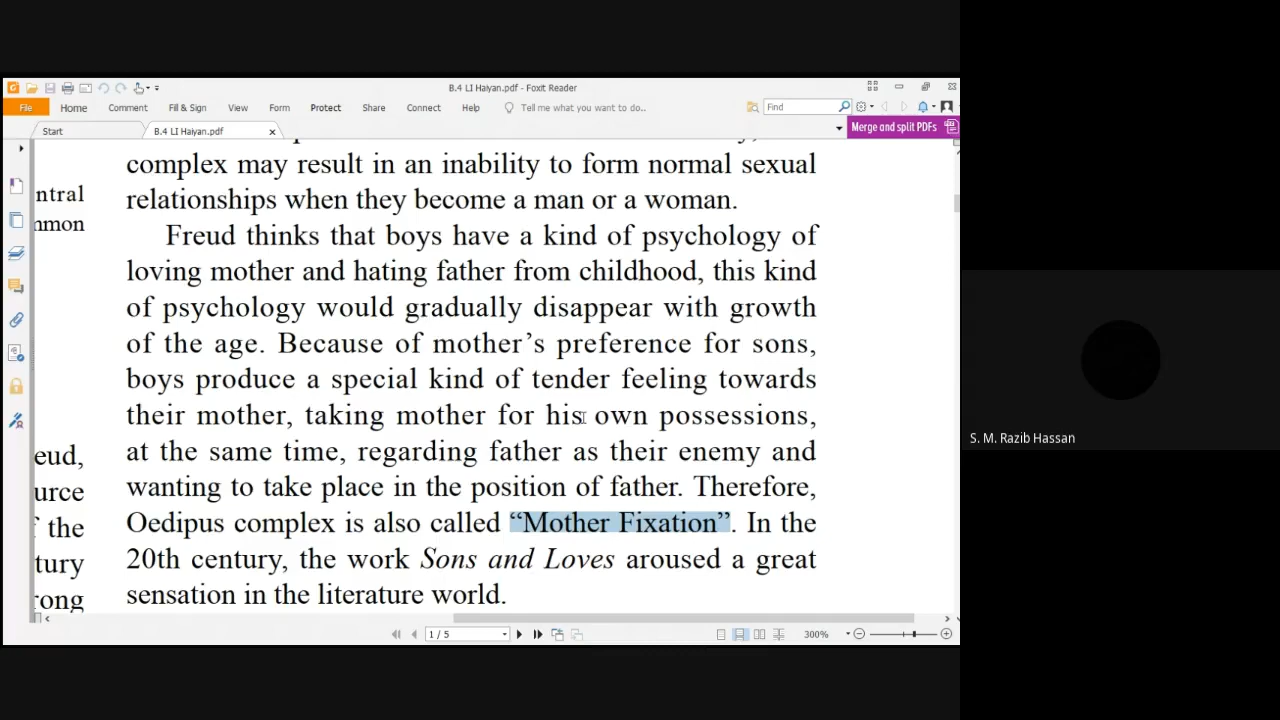 B.4 LI Haiyan.pdf - Foxit Reader
File Home Comment Fill & Sign View Form Protect Share Connect Help Tell me what you want to do.. Find
Start B.4 LI Haiyan.pdf Merge and split PDFs
complex may result in an inability to form normal sexual
relationships when they become a man or a woman.
Freud thinks that boys have a kind of psychology of
loving mother and hating father from childhood, this kind
of psychology would gradually disappear with growth
of the age. Because of mother’s preference for sons,
boys produce a special kind of tender feeling towards
their mother, taking mother for his own possessions,
at the same time, regarding father as their enemy and
wanting to take place in the position of father. Therefore,
Oedipus complex is also called “Mother Fixation”. In the
20th century, the work Sons and Loves aroused a great
sensation in the literature world.
ntral
mmon
eud,
urce
f the
tury
rong
1 / 5
300%
S. M. Razib Hassan